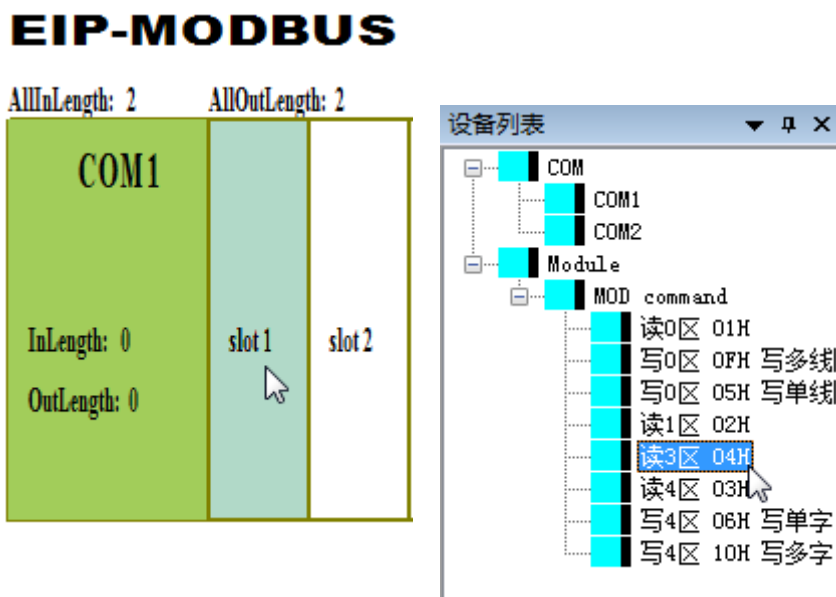 EIP-MODBUS
AllInLength: 2 AllOutLength: 2
COM1
InLength: 0
OutLength: 0
slot 1
slot 2
设备列表
COM
COM1
COM2
Module
MOD command
读0区 01H
写0区 0FH 写多线
写0区 05H 写单线
读1区 02H
读3区 04H
读4区 03H
写4区 06H 写单字
写4区 10H 写多字